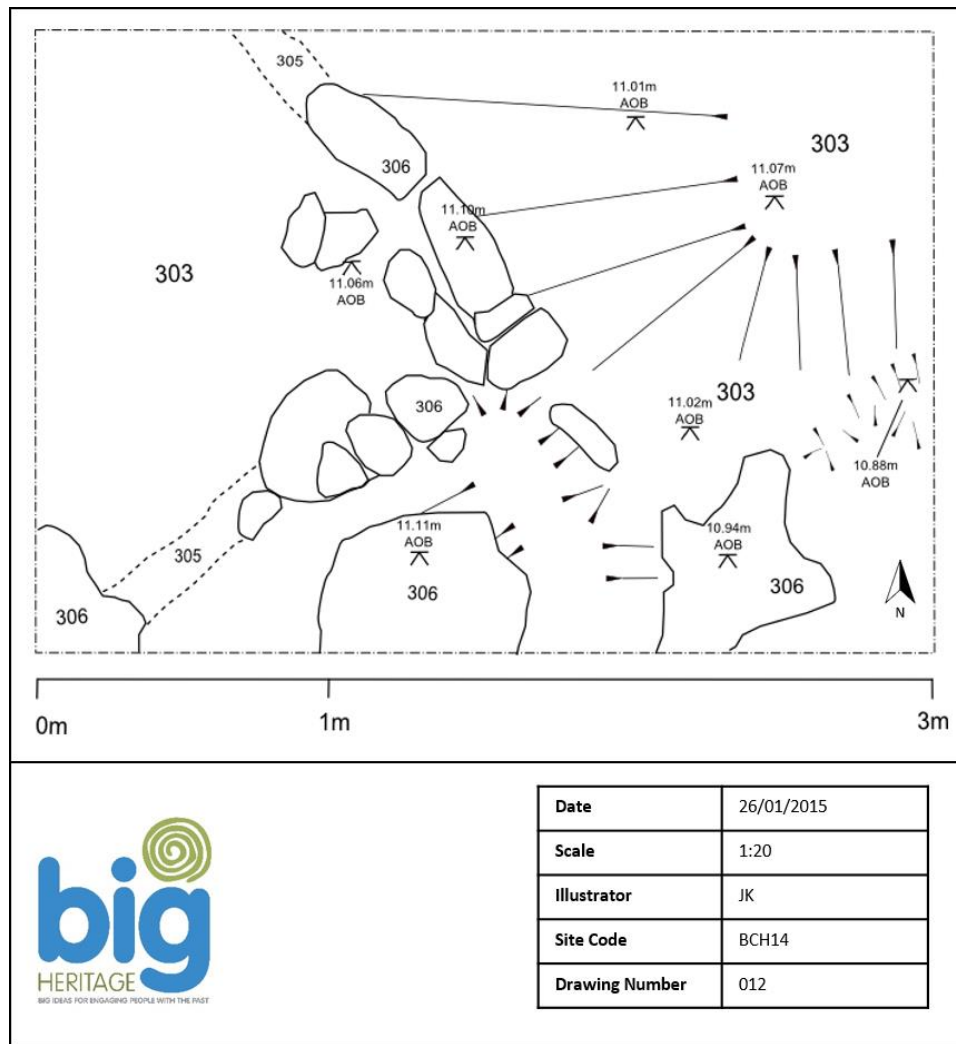 305
11.01m
AOB
303
306
11.07m
AOB
11.10m
AOB
303
11.06m
AOB
306
11.02m
AOB
303
10.88m
AOB
305
11.11m
AOB
10.94m
AOB
306
306
306
N
0m
1m
3m
big
HERITAGE
BIG IDEAS FOR ENGAGING PEOPLE WITH THE PAST
Date 26/01/2015
Scale 1:20
Illustrator JK
Site Code BCH14
Drawing Number 012